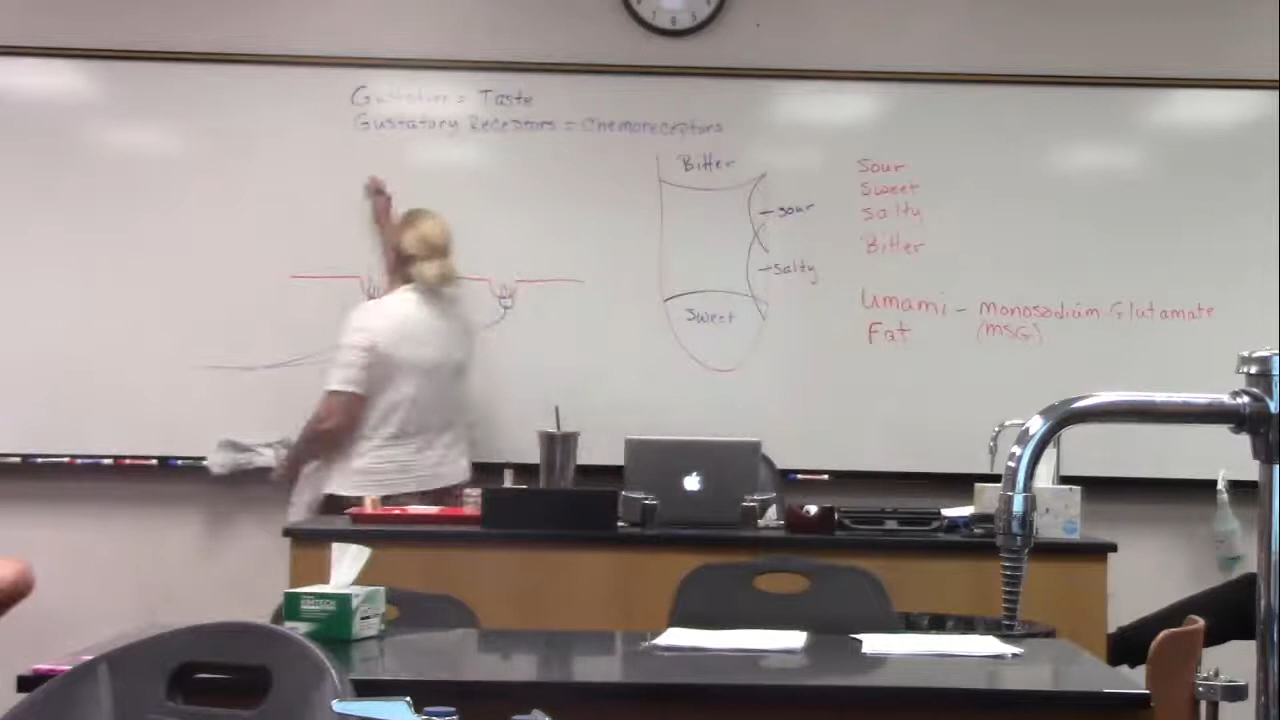 Gustation = Taste
Gustatory Receptors = Chemoreceptors
Bitter
sour
salty
Sweet
Sour
Sweet
Salty
Bitter
Umami - Monosodium Glutamate
Fat (MSG)